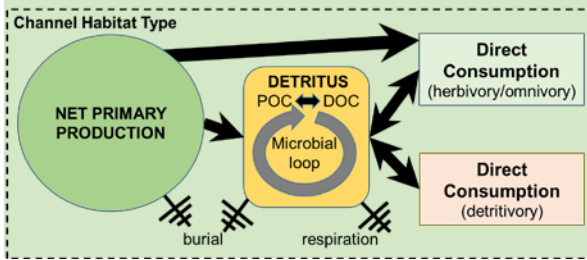 Channel Habitat Type
NET PRIMARY
PRODUCTION
DETRITUS
POC DOC
Microbial
loop
Direct
Consumption
(herbivory/omnivory)
Direct
Consumption
(detritivory)
burial
respiration